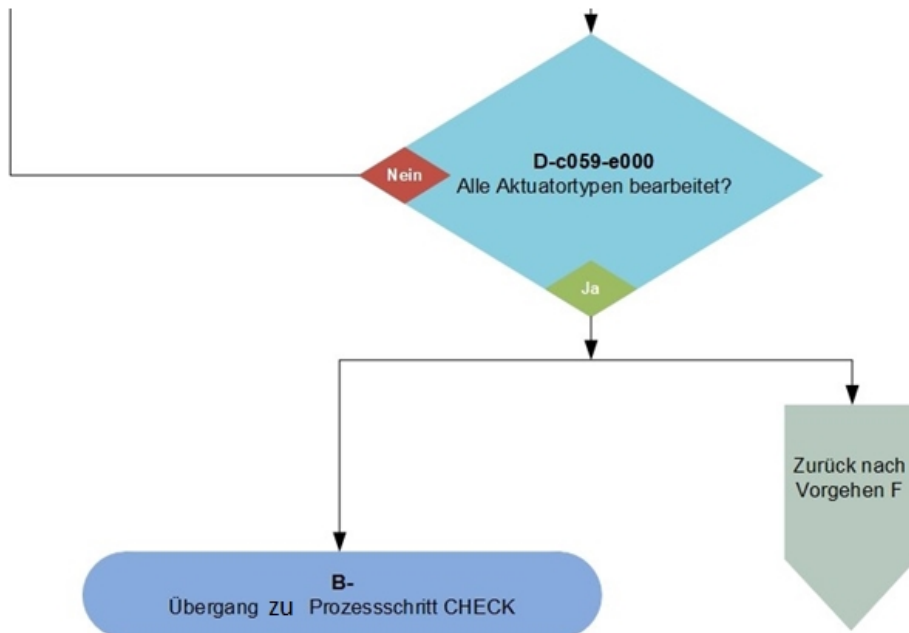 D-c059-e000
Nein
Alle Aktuatortypen bearbeitet?
Ja
Zurück nach
Vorgehen F
B-
Übergang zu Prozessschritt CHECK